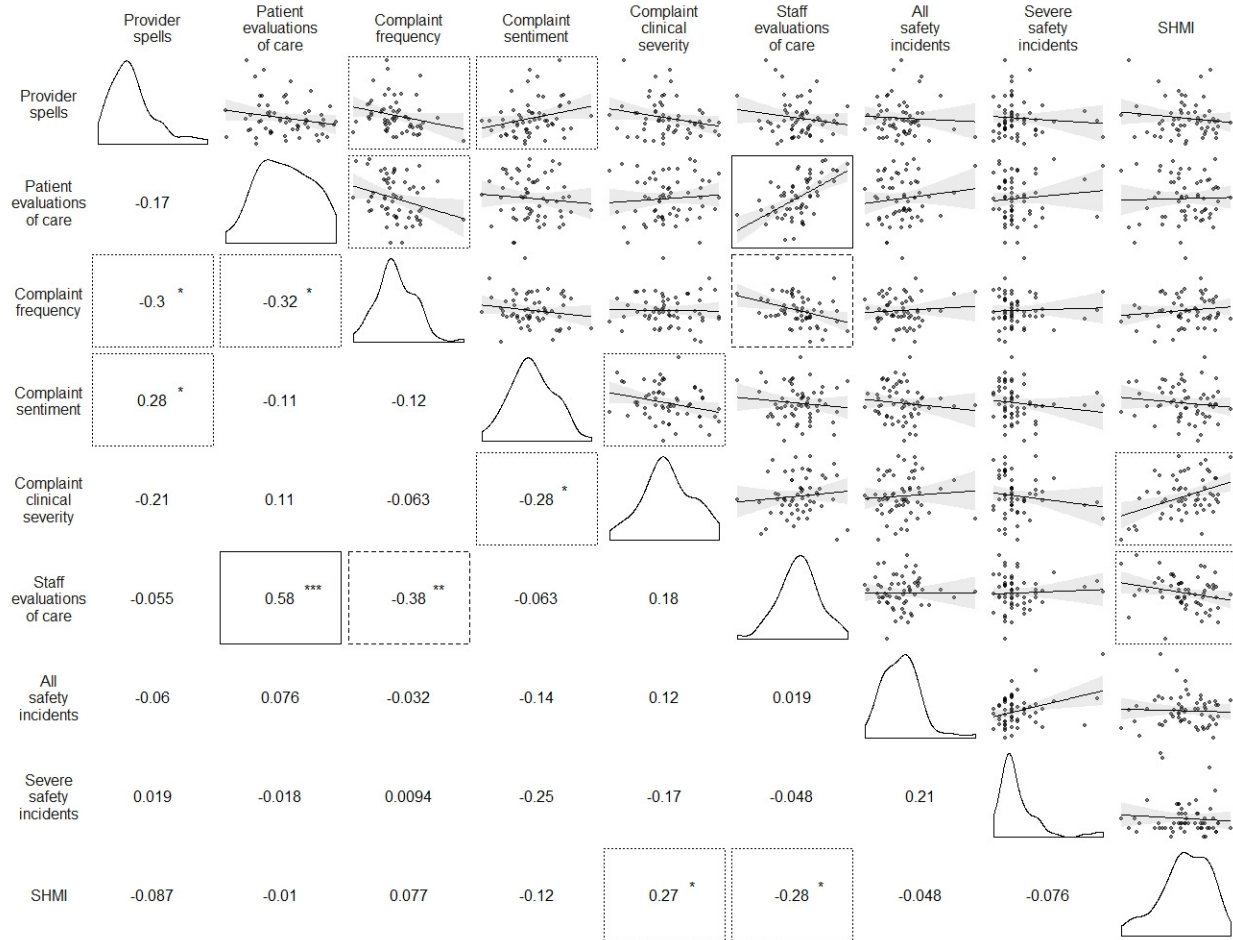 Provider
spells
Patient
evaluations
of care
Complaint
frequency
Complaint
sentiment
Complaint
clinical
severity
Staff
evaluations
of care
All
safety
incidents
Severe
safety
incidents
SHMI
Provider
spells
Patient
evaluations
of care
-0.17
Complaint
frequency
-0.3 *
-0.32 *
Complaint
sentiment
0.28 *
-0.11
-0.12
Complaint
clinical
severity
-0.21
0.11
-0.063
-0.28 *
Staff
evaluations
of care
-0.055
0.58 ***
-0.38 **
-0.063
0.18
All
safety
incidents
-0.06
0.076
-0.032
-0.14
0.12
0.019
Severe
safety
incidents
0.019
-0.018
0.0094
-0.25
-0.17
-0.048
0.21
SHMI
-0.087
-0.01
0.077
-0.12
0.27 *
-0.28 *
-0.048
-0.076